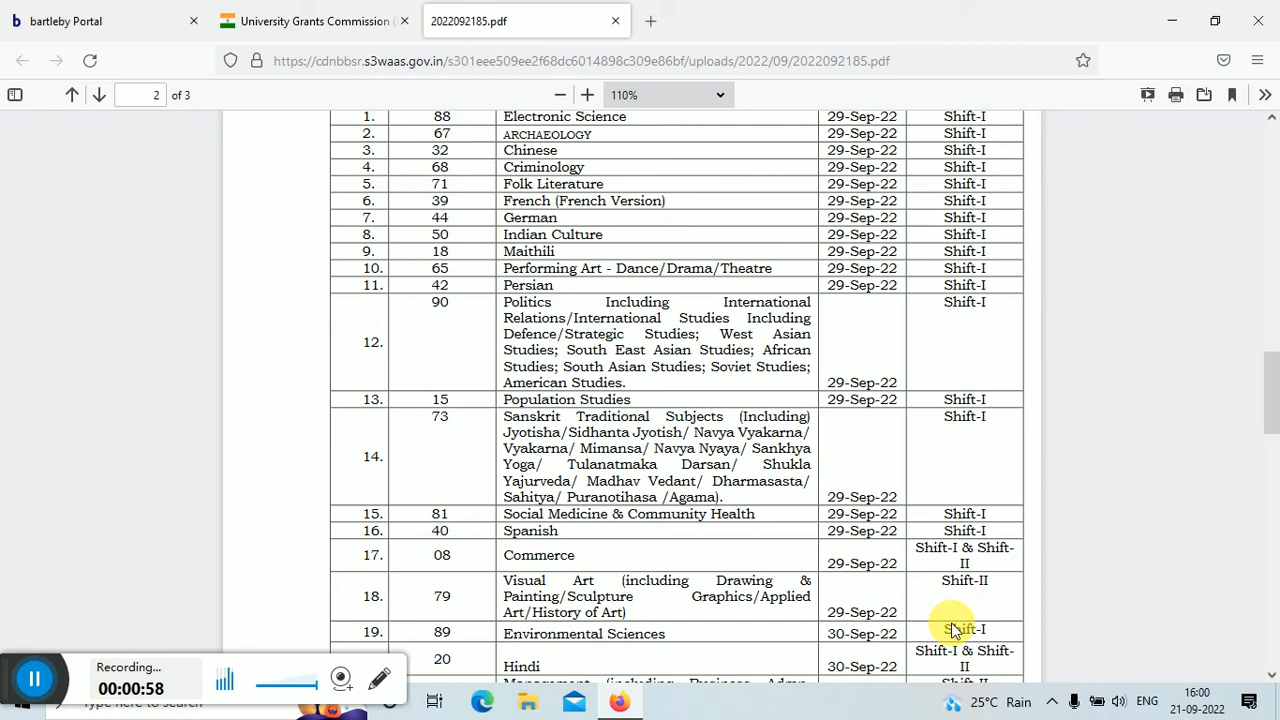 bartleby Portal
University Grants Commission (
2022092185.pdf
https://cdnbbsr.s3waas.gov.in/s301eee509ee2f68dc6014898c309e86bf/uploads/2022/09/2022092185.pdf
2 of 3
110%
1. 88 Electronic Science 29-Sep-22 Shift-I
2. 67 ARCHAEOLOGY 29-Sep-22 Shift-I
3. 32 Chinese 29-Sep-22 Shift-I
4. 68 Criminology 29-Sep-22 Shift-I
5. 71 Folk Literature 29-Sep-22 Shift-I
6. 39 French (French Version) 29-Sep-22 Shift-I
7. 44 German 29-Sep-22 Shift-I
8. 50 Indian Culture 29-Sep-22 Shift-I
9. 18 Maithili 29-Sep-22 Shift-I
10. 65 Performing Art - Dance/Drama/Theatre 29-Sep-22 Shift-I
11. 42 Persian 29-Sep-22 Shift-I
90 Politics Including International Shift-I
Relations/International Studies Including
Defence/Strategic Studies; West Asian
12. Studies; South East Asian Studies; African
Studies; South Asian Studies; Soviet Studies;
American Studies. 29-Sep-22
13. 15 Population Studies 29-Sep-22 Shift-I
73 Sanskrit Traditional Subjects (Including) Shift-I
Jyotisha/Sidhanta Jyotish/ Navya Vyakarna/
Vyakarna/ Mimansa/ Navya Nyaya/ Sankhya
14. Yoga/ Tulanatmaka Darsan/ Shukla
Yajurveda/ Madhav Vedant/ Dharmasasta/
Sahitya/ Puranotihasa /Agama). 29-Sep-22
15. 81 Social Medicine & Community Health 29-Sep-22 Shift-I
16. 40 Spanish 29-Sep-22 Shift-I
17. 08 Commerce 29-Sep-22 Shift-I & Shift-
II
79 Visual Art (including Drawing & Shift-II
18. Painting/Sculpture Graphics/Applied
Art/History of Art) 29-Sep-22
19. 89 Environmental Sciences 30-Sep-22 Shift-I
20 Hindi 30-Sep-22 Shift-I & Shift-
II
Management (including Business Admn. Shift-II
Recording...
00:00:58
Type here to search
25°C Rain
ENG
16:00
21-09-2022